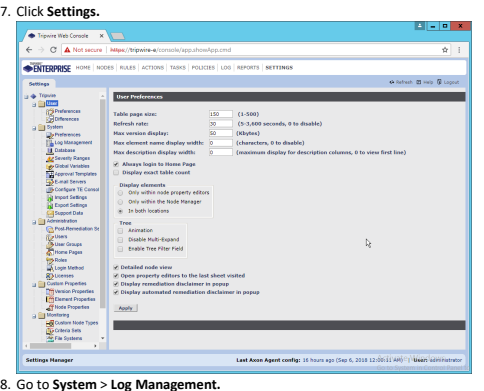 7. Click Settings.
Tripwire Web Console
Not secure | https://tripwire-e/console/app.showApp.cmd
TRIPWIRE ENTERPRISE HOME NODES RULES ACTIONS TASKS POLICIES LOG REPORTS SETTINGS
Settings
Refresh Help Logout
Tripwire
User
Preferences
Differences
System
Preferences
Log Management
Database
Severity Ranges
Global Variables
Approval Templates
E-mail Servers
Configure TE Consol
Import Settings
Export Settings
Support Data
Administration
Post-Remediation St
Users
User Groups
Home Pages
Roles
Login Method
Licenses
Custom Properties
Version Properties
Element Properties
Node Properties
Monitoring
Custom Node Types
Criteria Sets
File Systems
User Preferences
Table page size: 150 (1-500)
Refresh rate: 30 (5-3,600 seconds, 0 to disable)
Max version display: 50 (Kbytes)
Max element name display width: 0 (characters, 0 to disable)
Max description display width: 0 (maximum display for description columns, 0 to view first line)
Always login to Home Page
Display exact table count
Display elements
Only within node property editors
Only within the Node Manager
In both locations
Tree
Animation
Disable Multi-Expand
Enable Tree Filter Field
Detailed node view
Open property editors to the last sheet visited
Display remediation disclaimer in popup
Display automated remediation disclaimer in popup
Apply
Settings Manager
Last Axon Agent config: 16 hours ago (Sep 6, 2018 12:00:11 AM) User: administrator
8. Go to System > Log Management.